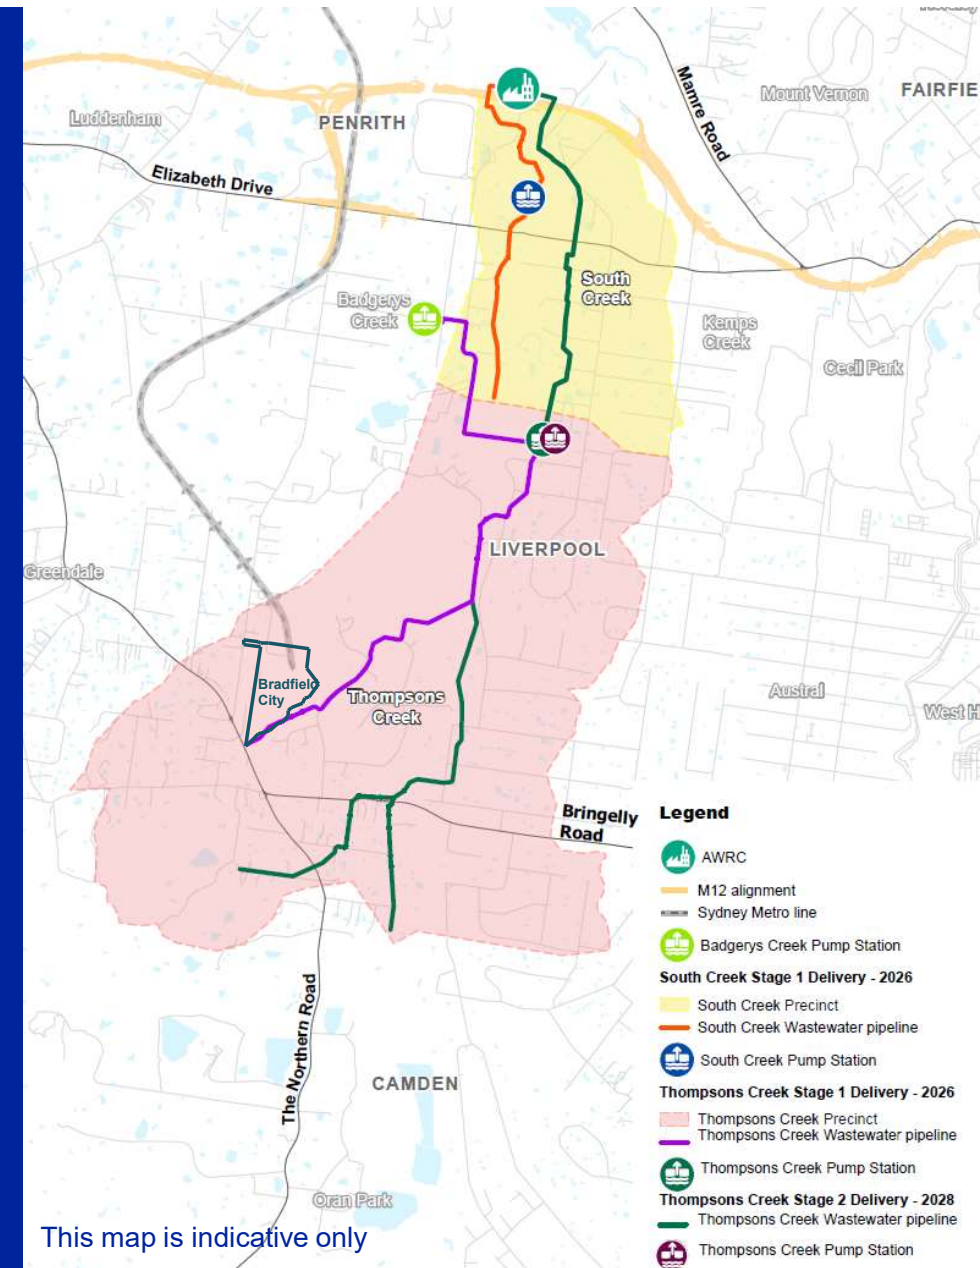 Luddenham
PENRITH
Mamre Road
Mount Vernon
FAIRFIE
Elizabeth Drive
South
Creek
Badgerys
Creek
Kemps
Creek
Cecil Park
LIVERPOOL
Greendale
Bradfield
City
Thompsons
Creek
Austral
West H
Bringelly
Road
The Northern Road
CAMDEN
Oran Park
Legend
AWRC
M12 alignment
Sydney Metro line
Badgerys Creek Pump Station
South Creek Stage 1 Delivery - 2026
South Creek Precinct
South Creek Wastewater pipeline
South Creek Pump Station
Thompsons Creek Stage 1 Delivery - 2026
Thompsons Creek Precinct
Thompsons Creek Wastewater pipeline
Thompsons Creek Pump Station
Thompsons Creek Stage 2 Delivery - 2028
Thompsons Creek Wastewater pipeline
Thompsons Creek Pump Station
This map is indicative only